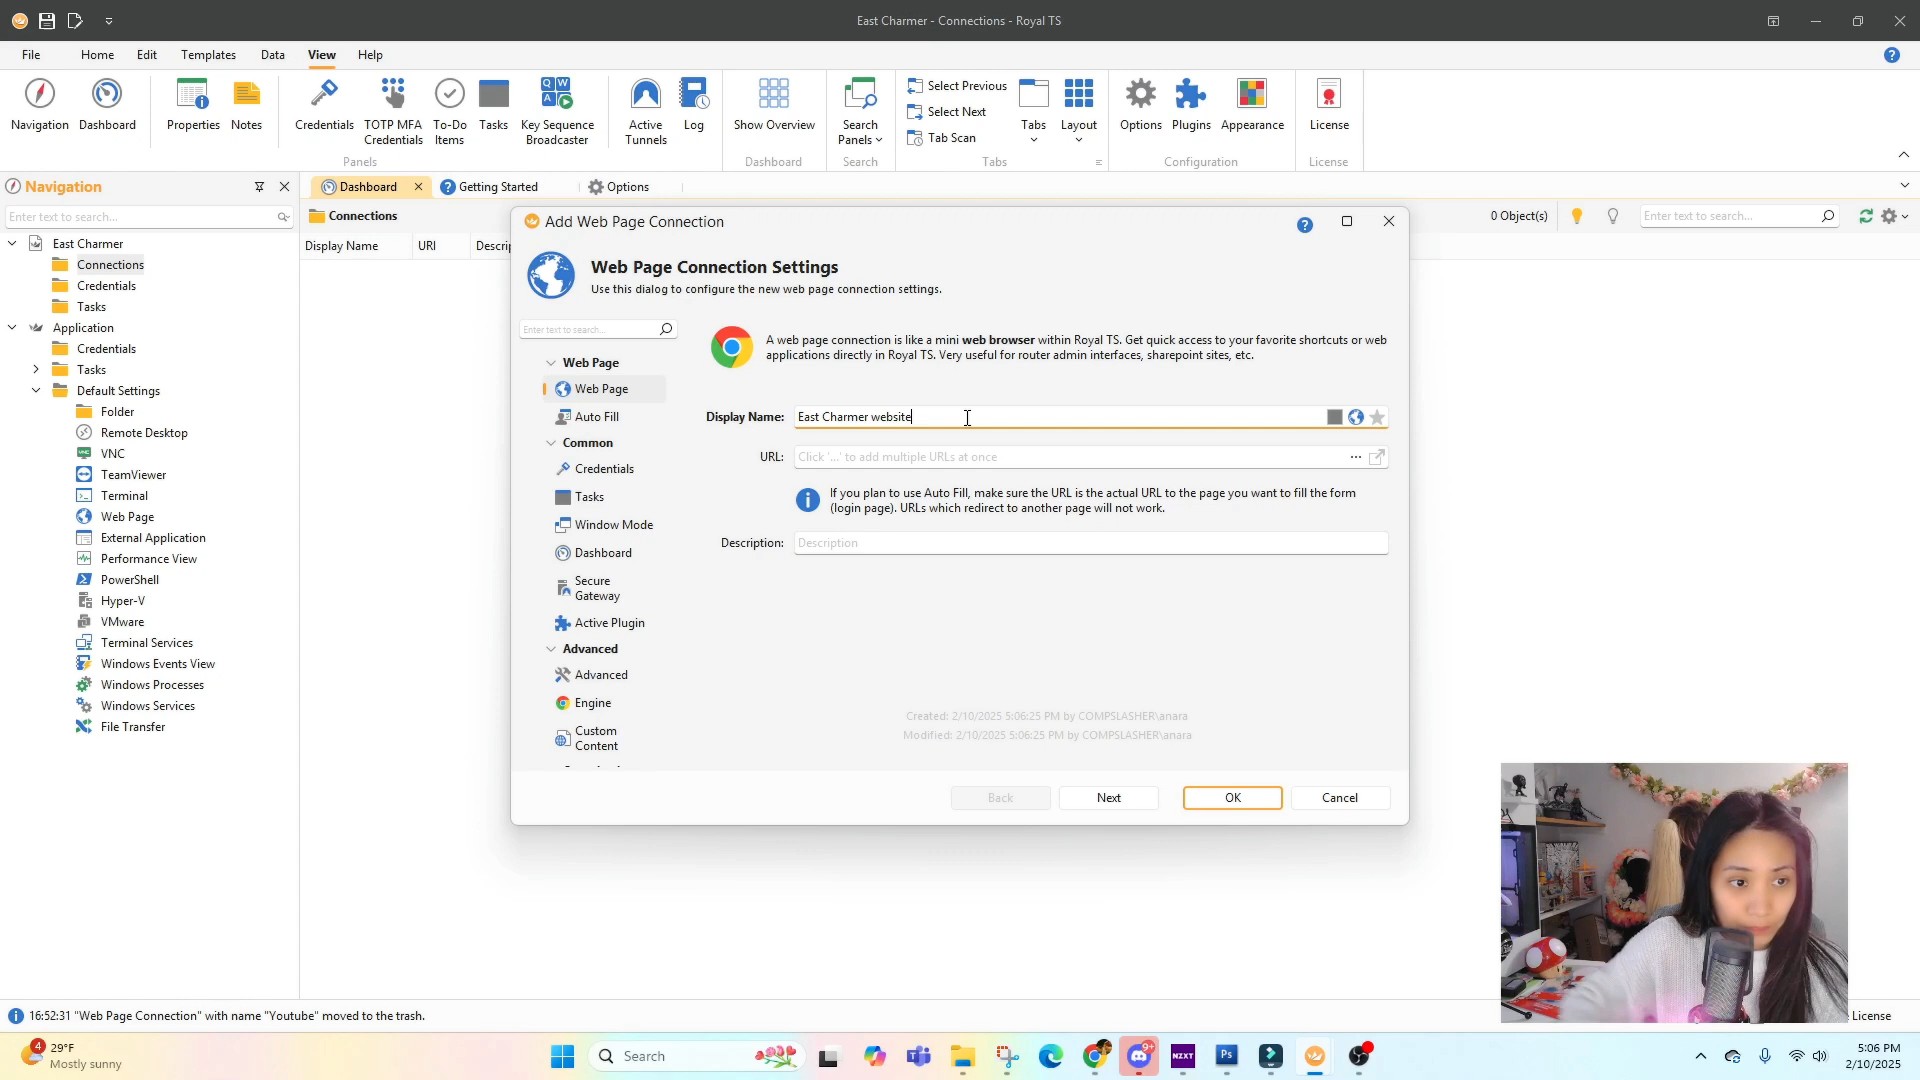 East Charmer - Connections - Royal TS
File Home Edit Templates Data View Help
Navigation
Dashboard
Properties
Notes
Credentials
TOTP MFA
Credentials
To-Do
Items
Tasks
Key Sequence
Broadcaster
Active
Tunnels
Log
Show Overview
Search
Panels
Select Previous
Select Next
Tab Scan
Tabs
Layout
Options
Plugins
Appearance
License
Panels
Dashboard
Search
Tabs
Configuration
License
Navigation
Enter text to search...
East Charmer
Connections
Credentials
Tasks
Application
Credentials
Tasks
Default Settings
Folder
Remote Desktop
VNC
TeamViewer
Terminal
Web Page
External Application
Performance View
PowerShell
Hyper-V
VMware
Terminal Services
Windows Events View
Windows Processes
Windows Services
File Transfer
Dashboard
Getting Started
Options
Connections
0 Object(s)
Enter text to search...
Display Name URI
Add Web Page Connection
Web Page Connection Settings
Use this dialog to configure the new web page connection settings.
Enter text to search...
Web Page
Web Page
Auto Fill
Common
Credentials
Tasks
Window Mode
Dashboard
Secure
Gateway
Active Plugin
Advanced
Advanced
Engine
Custom
Content
A web page connection is like a mini web browser within Royal TS. Get quick access to your favorite shortcuts or web
applications directly in Royal TS. Very useful for router admin interfaces, sharepoint sites, etc.
Display Name: East Charmer website
URL: Click '...' to add multiple URLs at once
If you plan to use Auto Fill, make sure the URL is the actual URL to the page you want to fill the form
(login page). URLs which redirect to another page will not work.
Description: Description
Created: 2/10/2025 5:06:25 PM by COMPSLASHER\anara
Modified: 2/10/2025 5:06:25 PM by COMPSLASHER\anara
Back Next OK Cancel
16:52:31 "Web Page Connection" with name "Youtube" moved to the trash.
License
4
29°F
Mostly sunny
Search
9+
NZXT
Ps
5:06 PM
2/10/2025